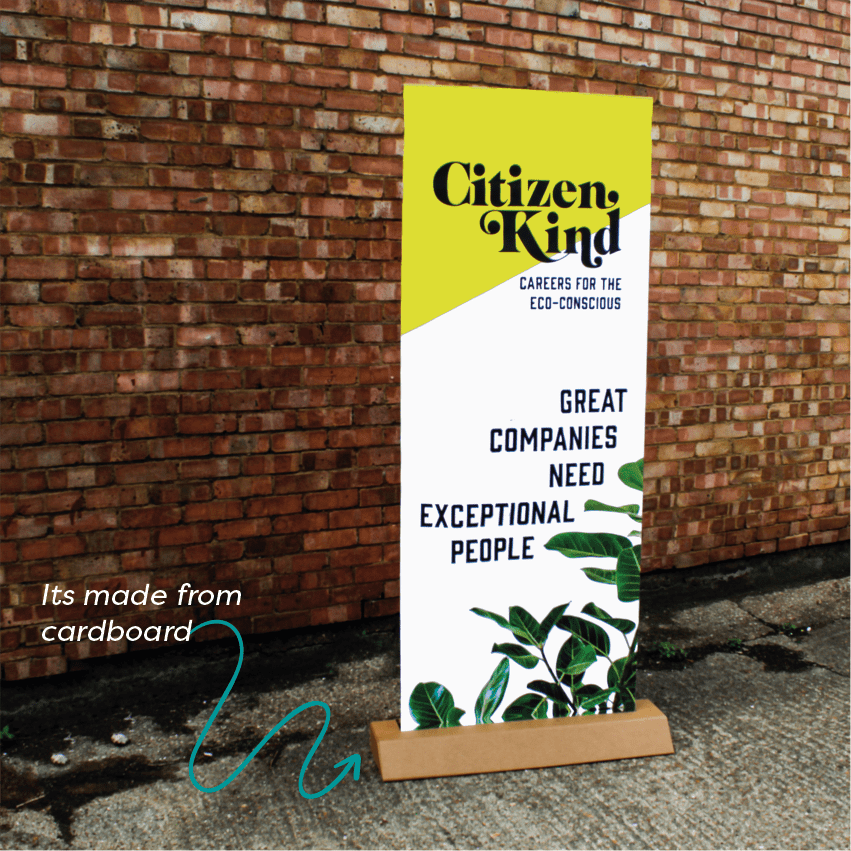 Citizen
Kind
CAREERS FOR THE
ECO-CONSCIOUS
GREAT
COMPANIES
NEED
EXCEPTIONAL
PEOPLE
Its made from
cardboard